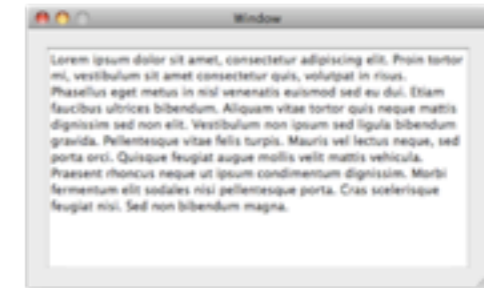 Window
Lorem ipsum dolor sit amet, consectetur adipiscing elit. Proin tortor
mi, vestibulum sit amet consectetur quis, volutpat in risus.
Phasellus eget metus in nisl venenatis euismod sed eu dui. Etiam
faucibus ultrices bibendum. Aliquam vitae tortor quis neque mattis
dignissim sed non elit. Vestibulum non ipsum sed ligula bibendum
gravida. Pellentesque vitae felis turpis. Mauris vel lectus neque, sed
porta orci. Quisque feugiat augue mollis velit mattis vehicula.
Praesent rhoncus neque ut ipsum condimentum dignissim. Morbi
fermentum elit sodales nisi pellentesque porta. Cras scelerisque
feugiat nisi. Sed non bibendum magna.